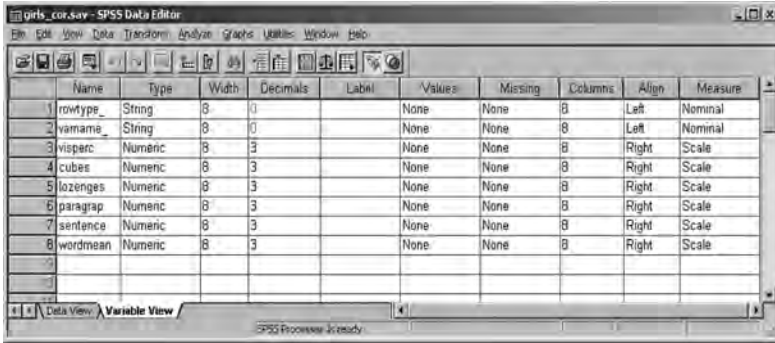 girls_cor.sav - SPSS Data Editor
File Edit View Data Transform Analyze Graphs Utilities Window Help
Name Type Width Decimals Label Values Missing Columns Align Measure
1 rowtype_ String 8 0 None None 8 Left Nominal
2 varname_ String 8 0 None None 8 Left Nominal
3 visperc Numeric 8 3 None None 8 Right Scale
4 cubes Numeric 8 3 None None 8 Right Scale
5 lozenges Numeric 8 3 None None 8 Right Scale
6 paragrap Numeric 8 3 None None 8 Right Scale
7 sentence Numeric 8 3 None None 8 Right Scale
8 wordmean Numeric 8 3 None None 8 Right Scale
Data View Variable View
SPSS Processor is ready